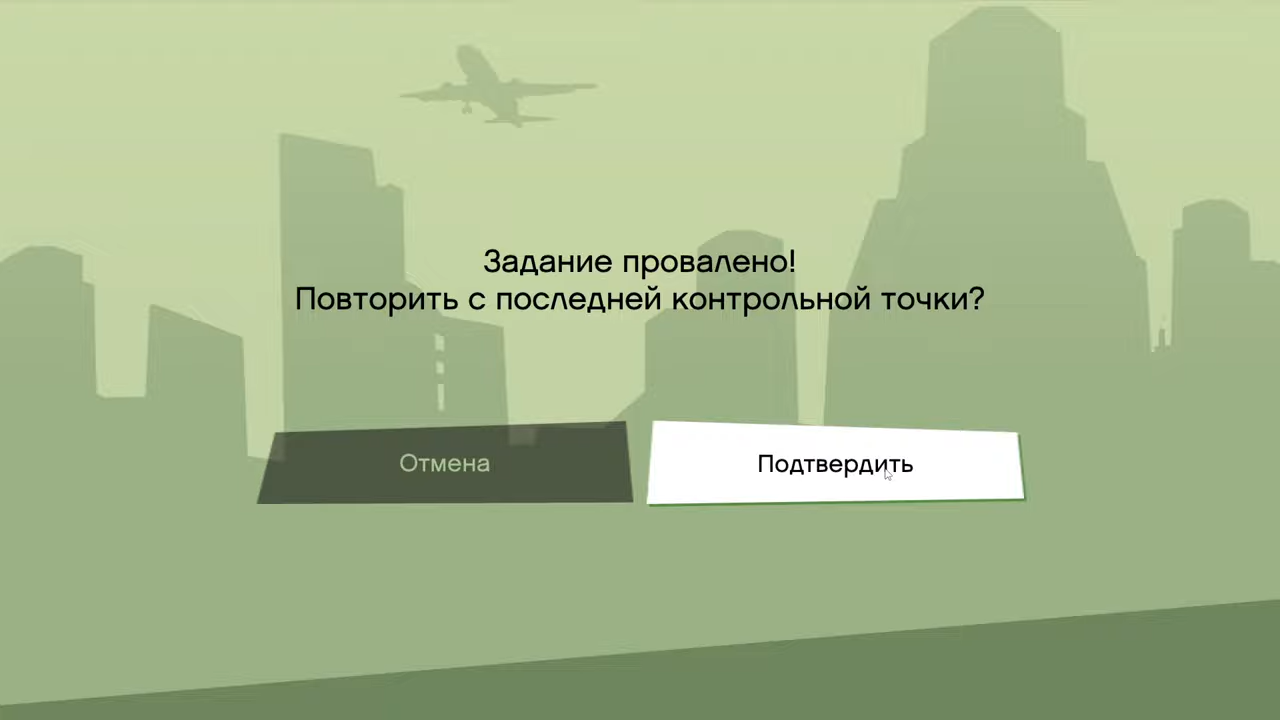 Задание провалено!
Повторить с последней контрольной точки?
Отмена
Подтвердить